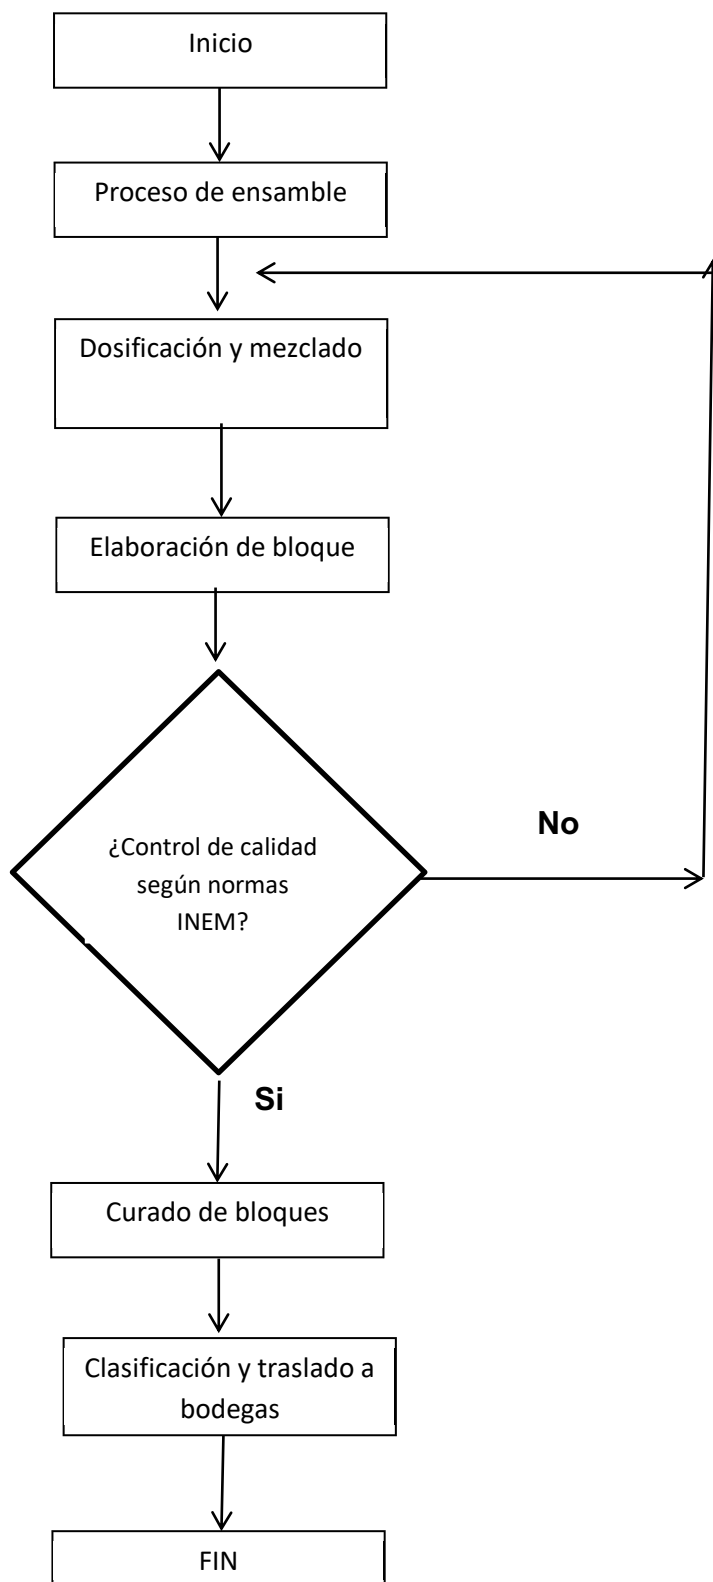 Inicio
Proceso de ensamble
Dosificación y mezclado
Elaboración de bloque
¿Control de calidad
según normas
INEM?
No
Si
Curado de bloques
Clasificación y traslado a
bodegas
FIN